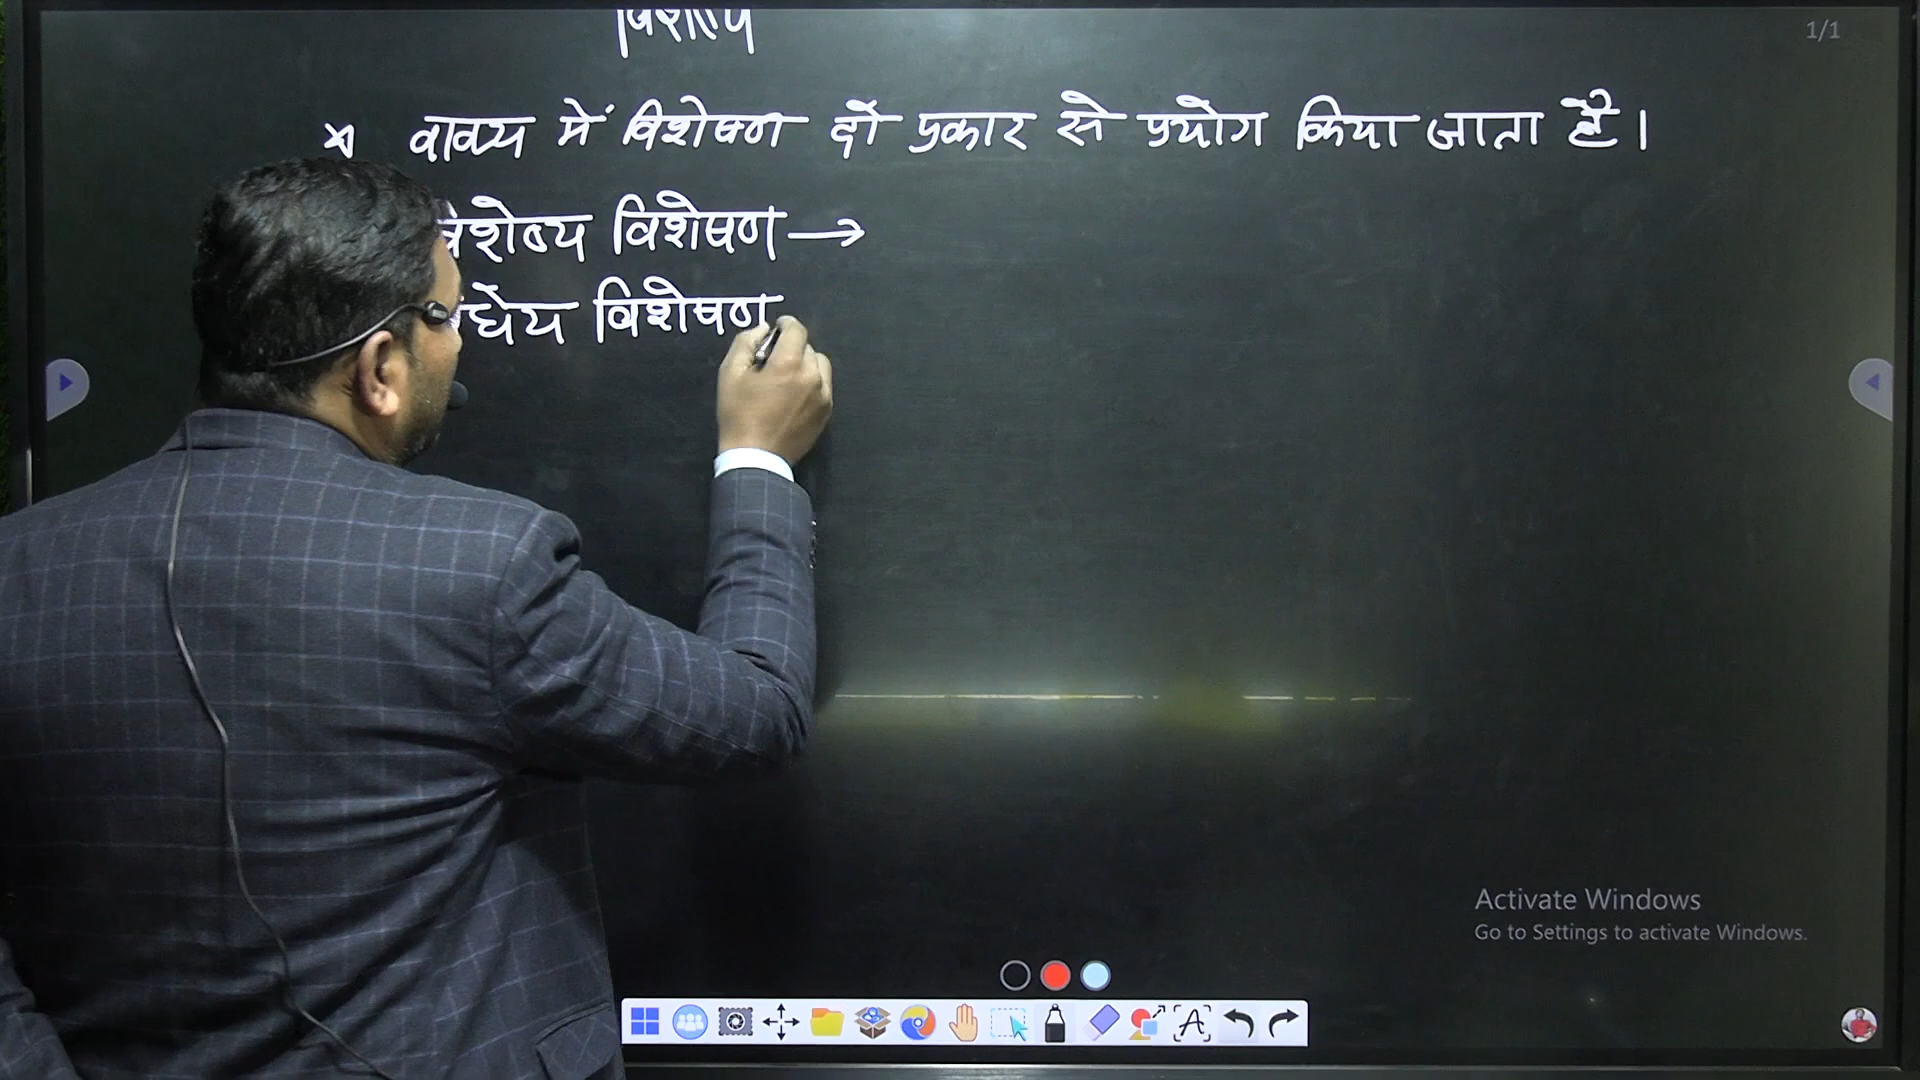 1/1
वाक्य में विशेषण दो प्रकार से प्रयोग किया जाता है।
विशेषण →
विशेषण
Activate Windows
Go to Settings to activate Windows.